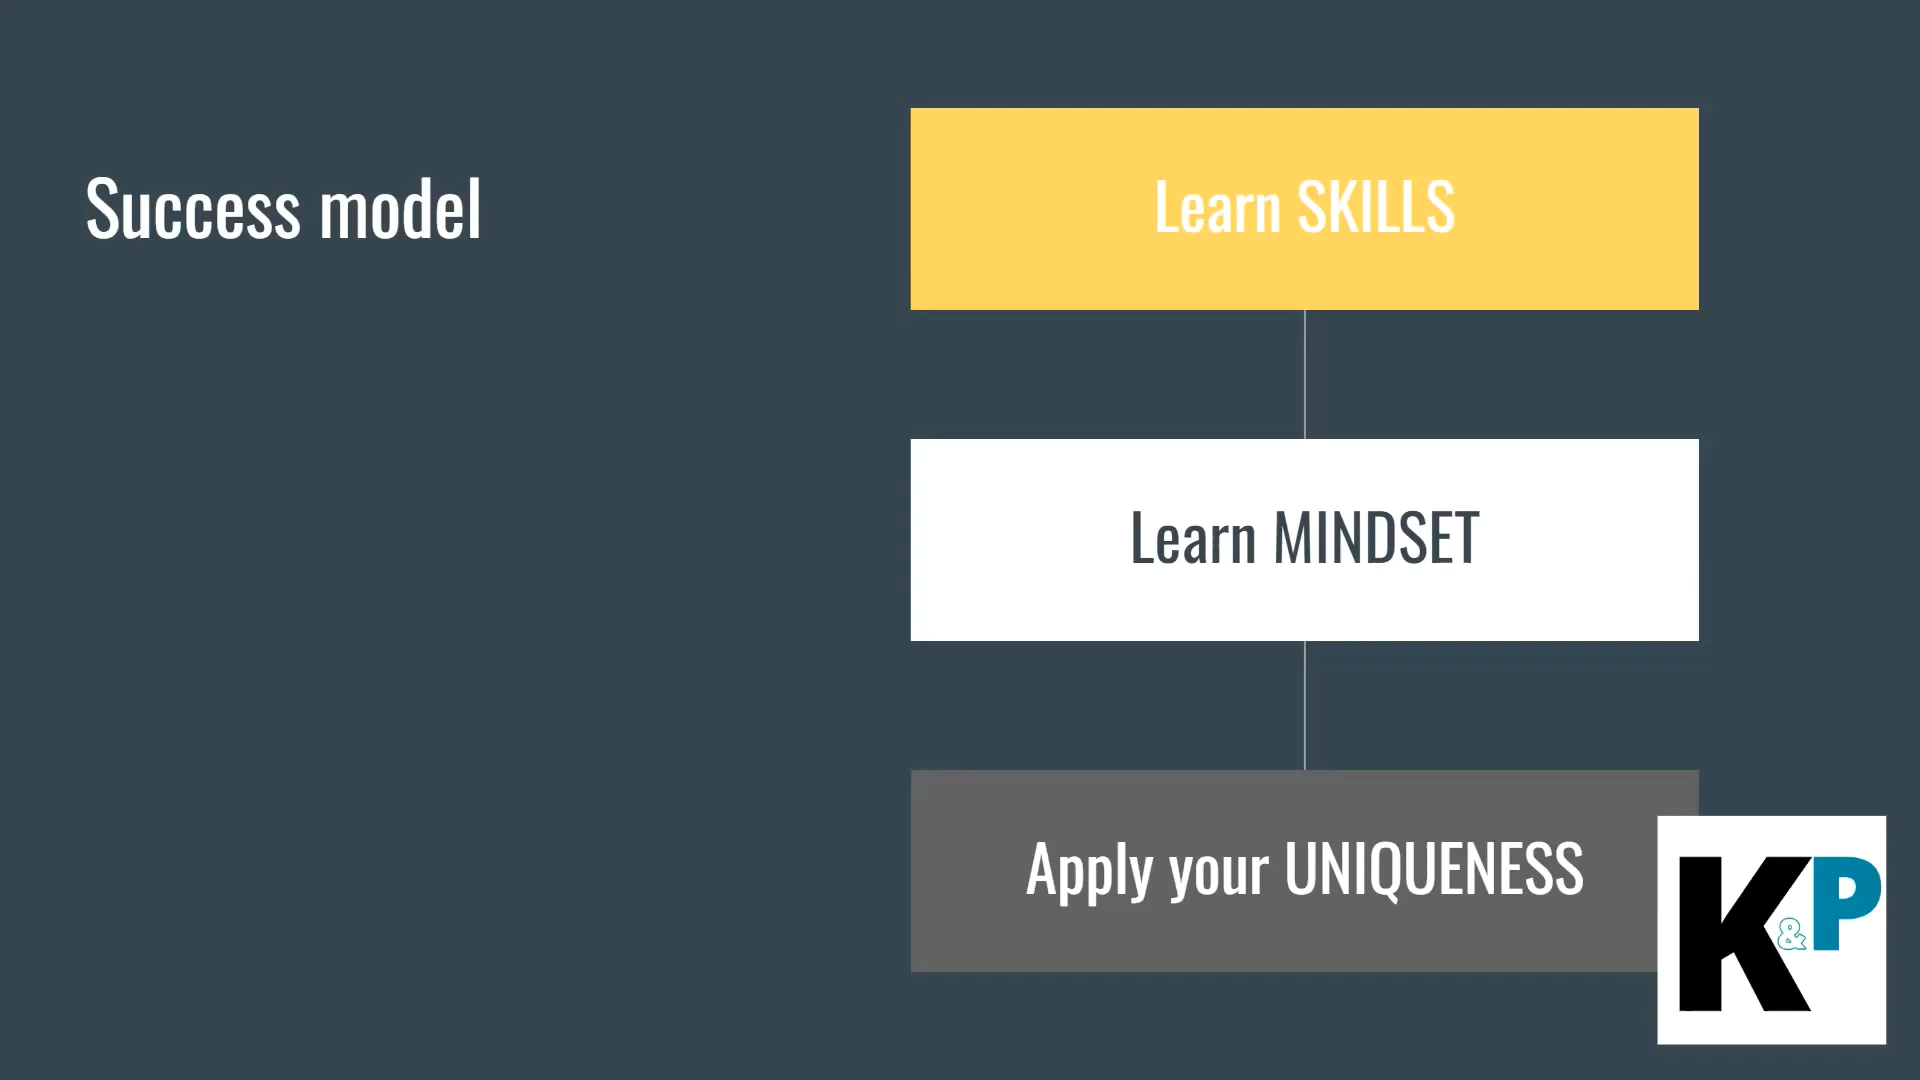 Success model
Learn SKILLS
Learn MINDSET
Apply your UNIQUENESS
K&P